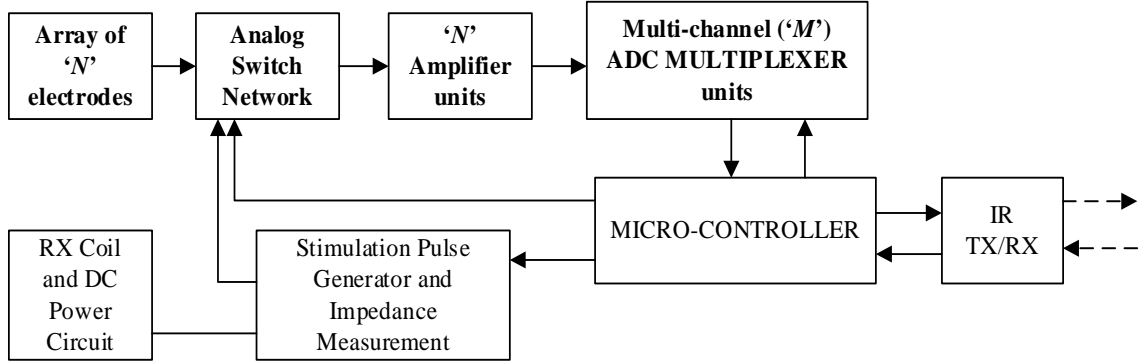 Array of
‘N’
electrodes
Analog
Switch
Network
‘N’
Amplifier
units
Multi-channel (‘M’)
ADC MULTIPLEXER
units
MICRO-CONTROLLER
IR
TX/RX
RX Coil
and DC
Power
Circuit
Stimulation Pulse
Generator and
Impedance
Measurement